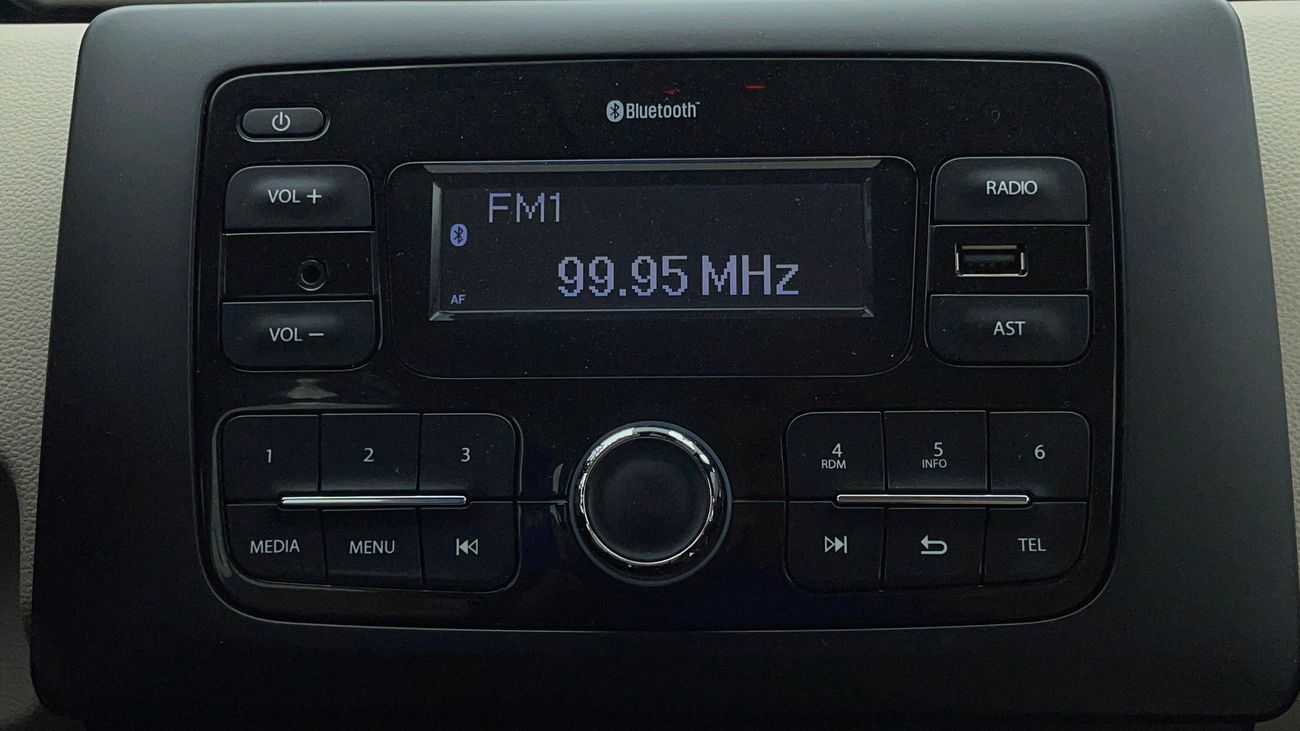 Bluetooth™
VOL +
FM1
RADIO
99.95 MHz
AF
VOL −
AST
1 2 3
4 5 6
RDM INFO
MEDIA MENU
TEL